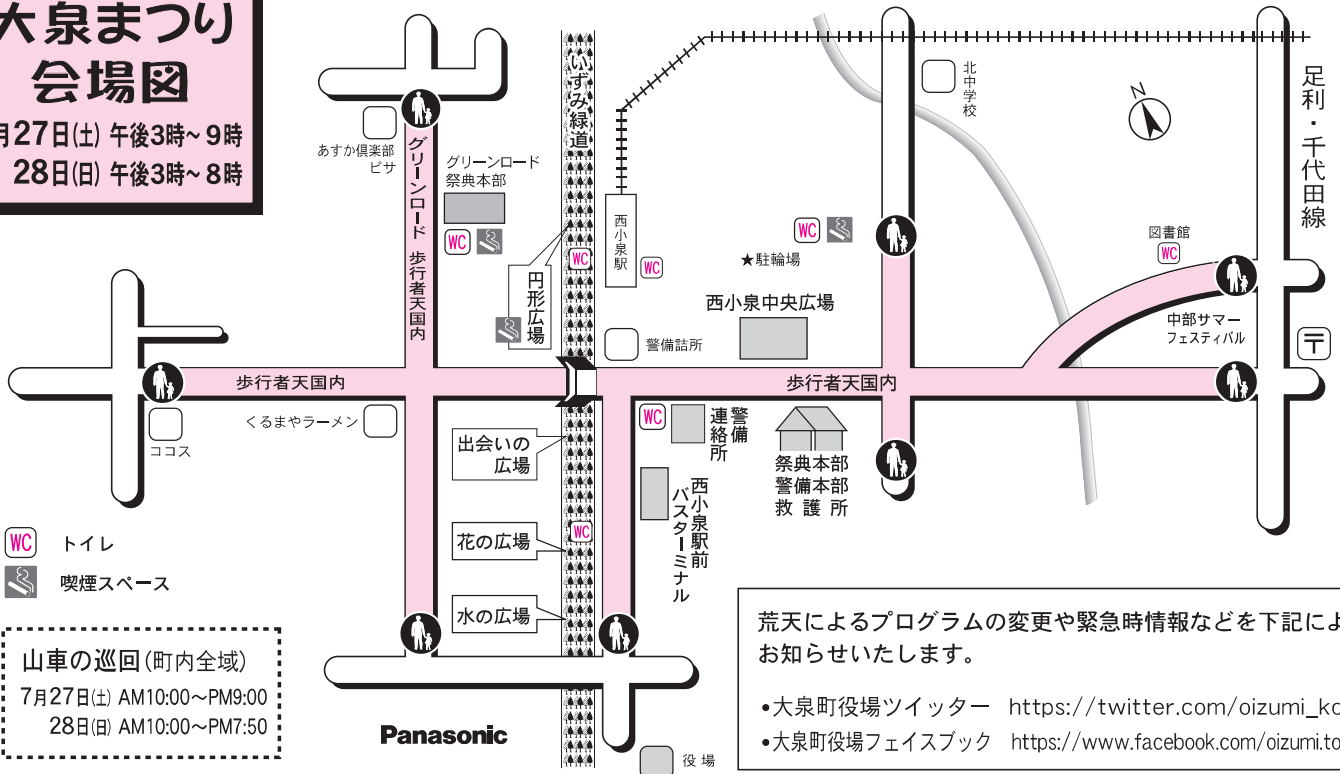 大泉まつり
会場図
月27日(土) 午後3時～9時
28日(日) 午後3時～8時
あすか倶楽部
ピサ
グリーンロード 歩行者天国内
グリーンロード
祭典本部
WC
いずみ緑道
円形広場
WC
西小泉駅
WC
WC
★駐輪場
西小泉中央広場
北中学校
N
足利・千代田線
図書館
WC
中部サマー
フェスティバル
〒
警備詰所
歩行者天国内
歩行者天国内
ココス
くるまやラーメン
出会いの
広場
WC
警備
連絡所
祭典本部
警備本部
救護所
西小泉駅前
バスターミナル
花の広場
WC
水の広場
WC トイレ
喫煙スペース
山車の巡回(町内全域)
7月27日(土) AM10:00～PM9:00
28日(日) AM10:00～PM7:50
Panasonic
役場
荒天によるプログラムの変更や緊急時情報などを下記によ
お知らせいたします。
•大泉町役場ツイッター https://twitter.com/oizumi_ko
•大泉町役場フェイスブック https://www.facebook.com/oizumi.to